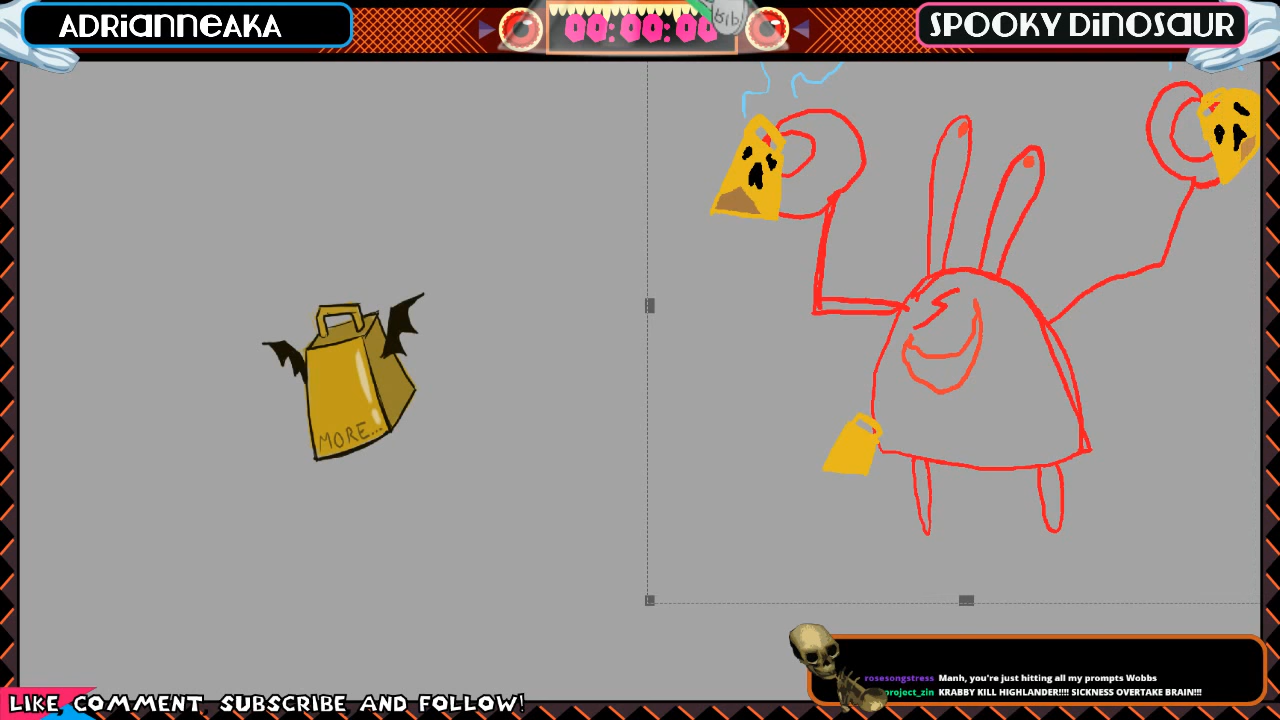 ADRIANNEAKA
00:00:00
SPOOKY DINOSAUR
MORE...
rosesongstress Manh, you're just hitting all my prompts Wobbs
project_zin KRABBY KILL HIGHLANDER!!!! SICKNESS OVERTAKE BRAIN!!!
LIKE, COMMENT, SUBSCRIBE AND FOLLOW!